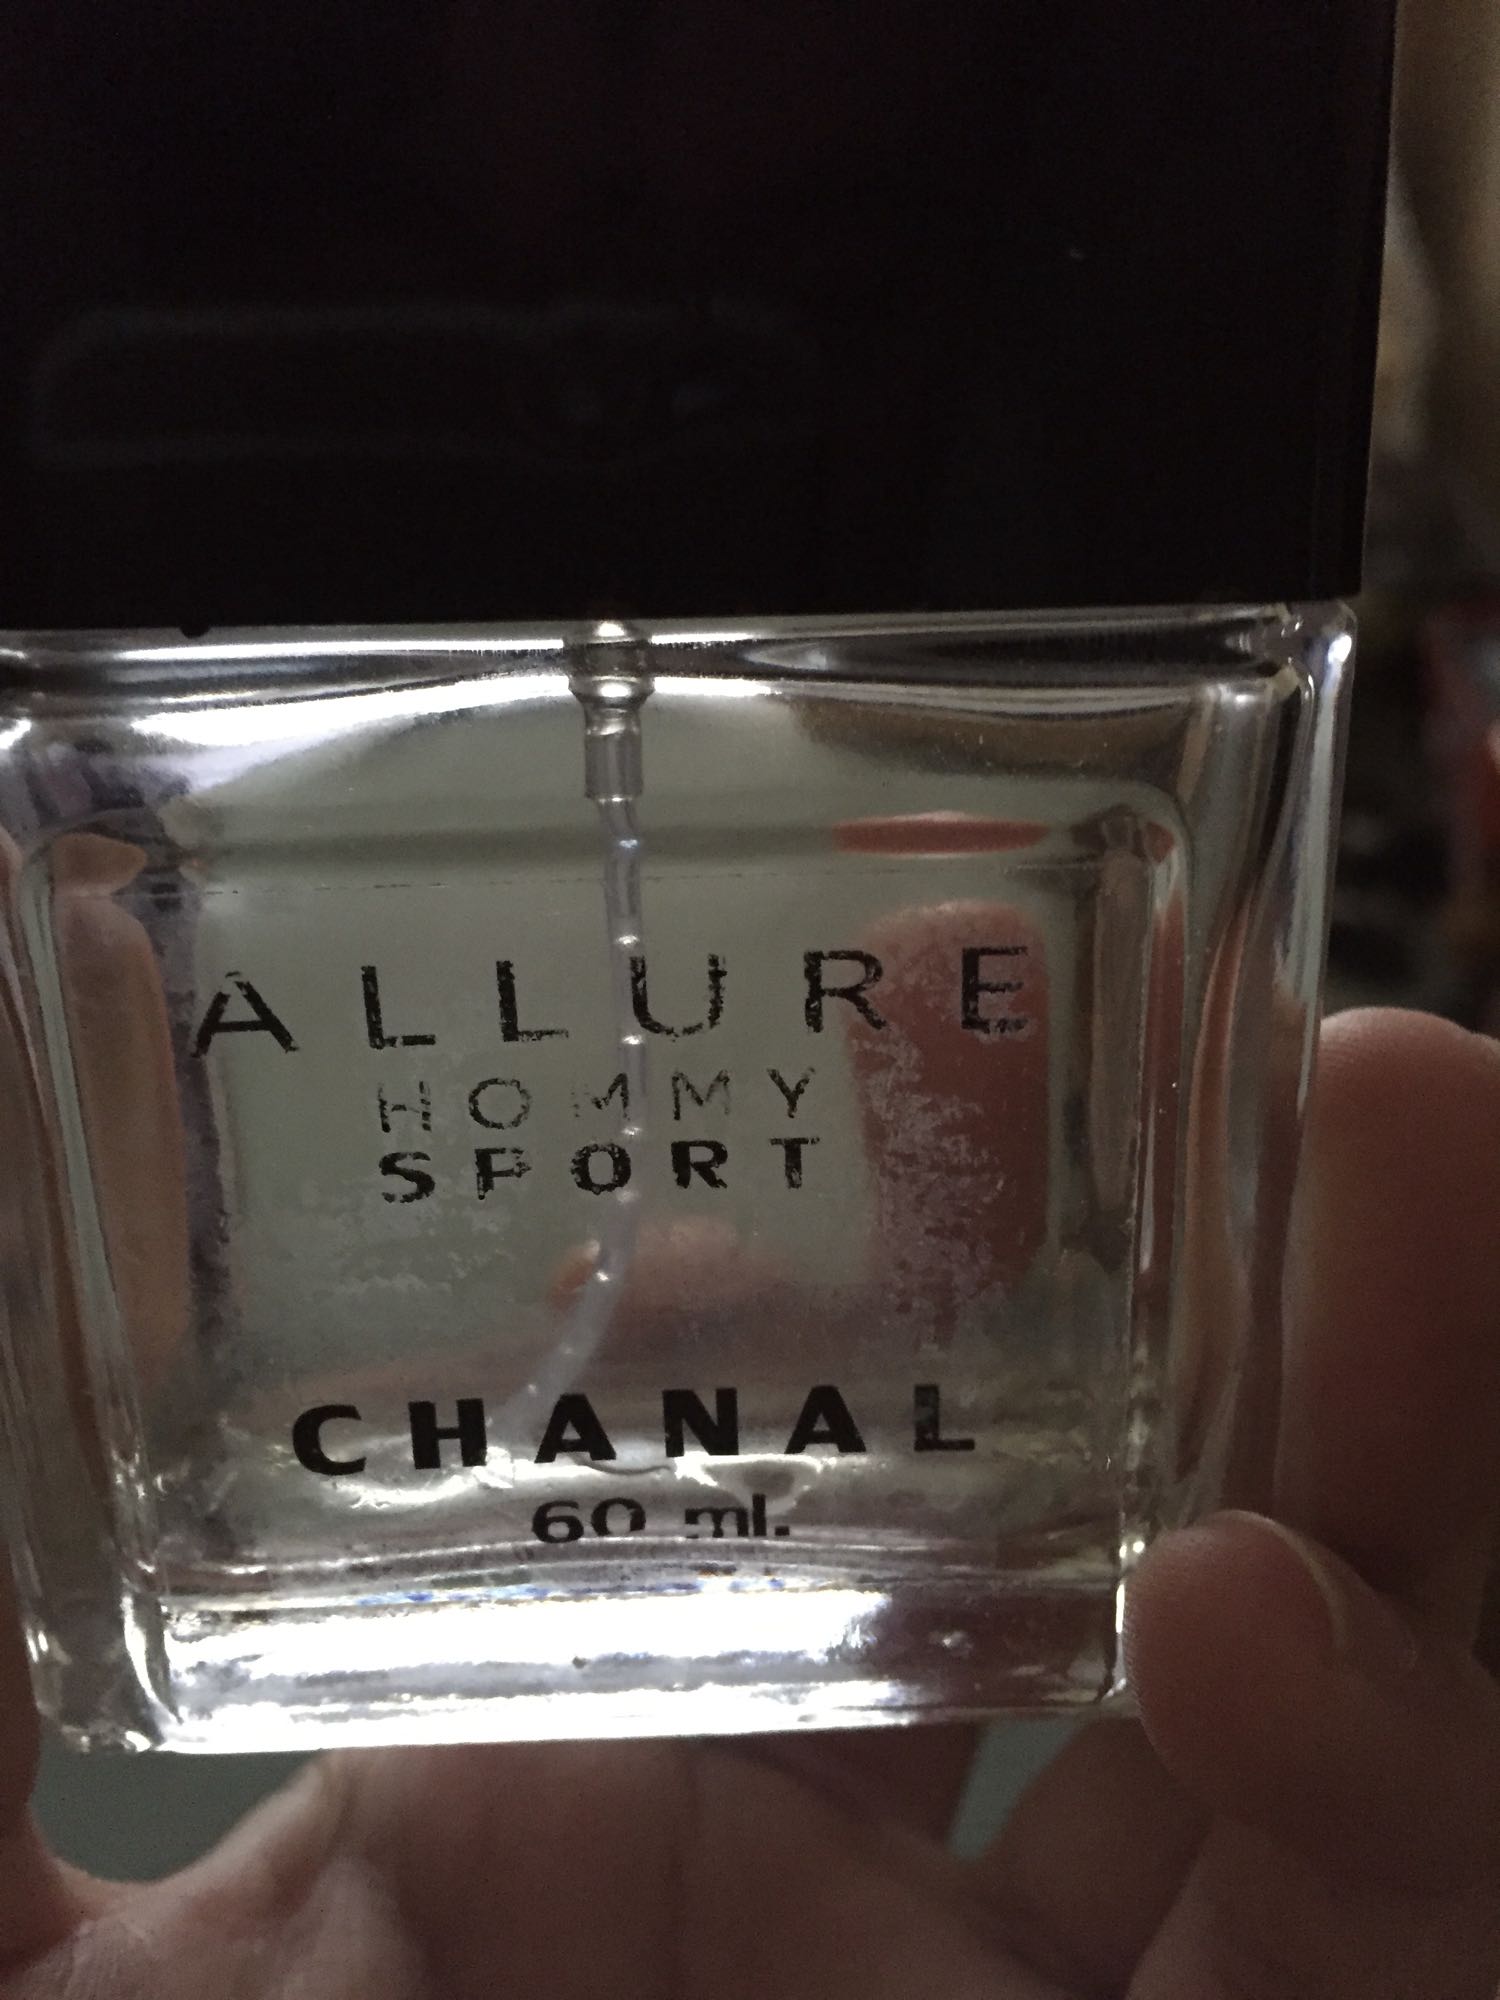 ALLURE
HOMMY
SPORT
CHANAL
60 ml.